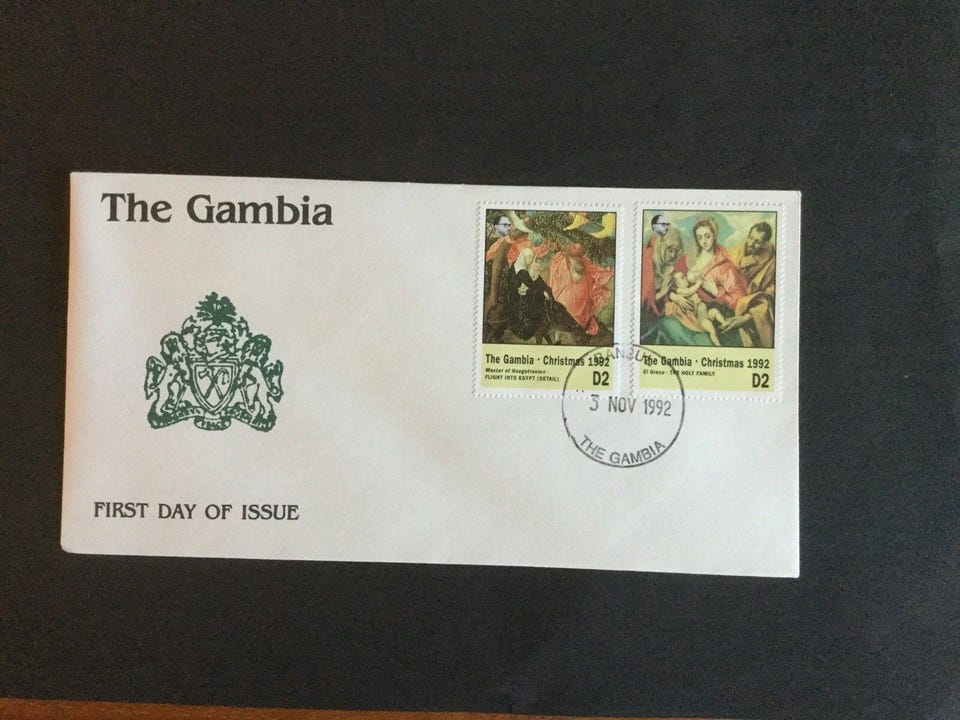 The Gambia
The Gambia · Christmas 1992
Master of Hoogstraeten -
FLIGHT INTO EGYPT (DETAIL)
D2
The Gambia · Christmas 1992
El Greco - THE HOLY FAMILY
D2
BANJUL
3 NOV 1992
THE GAMBIA
FIRST DAY OF ISSUE